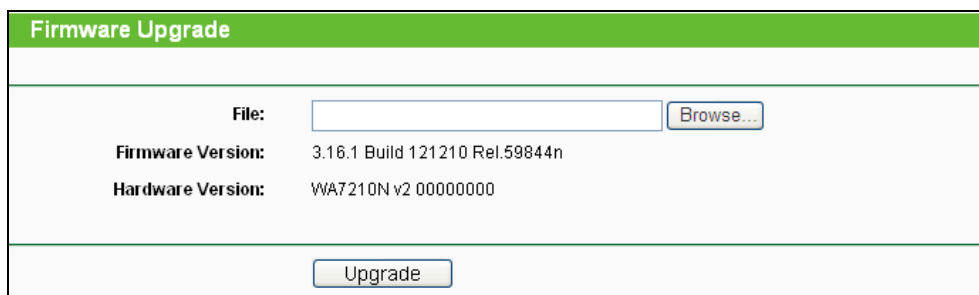 Firmware Upgrade
File: Browse...
Firmware Version: 3.16.1 Build 121210 Rel.59844n
Hardware Version: WA7210N v2 00000000
Upgrade